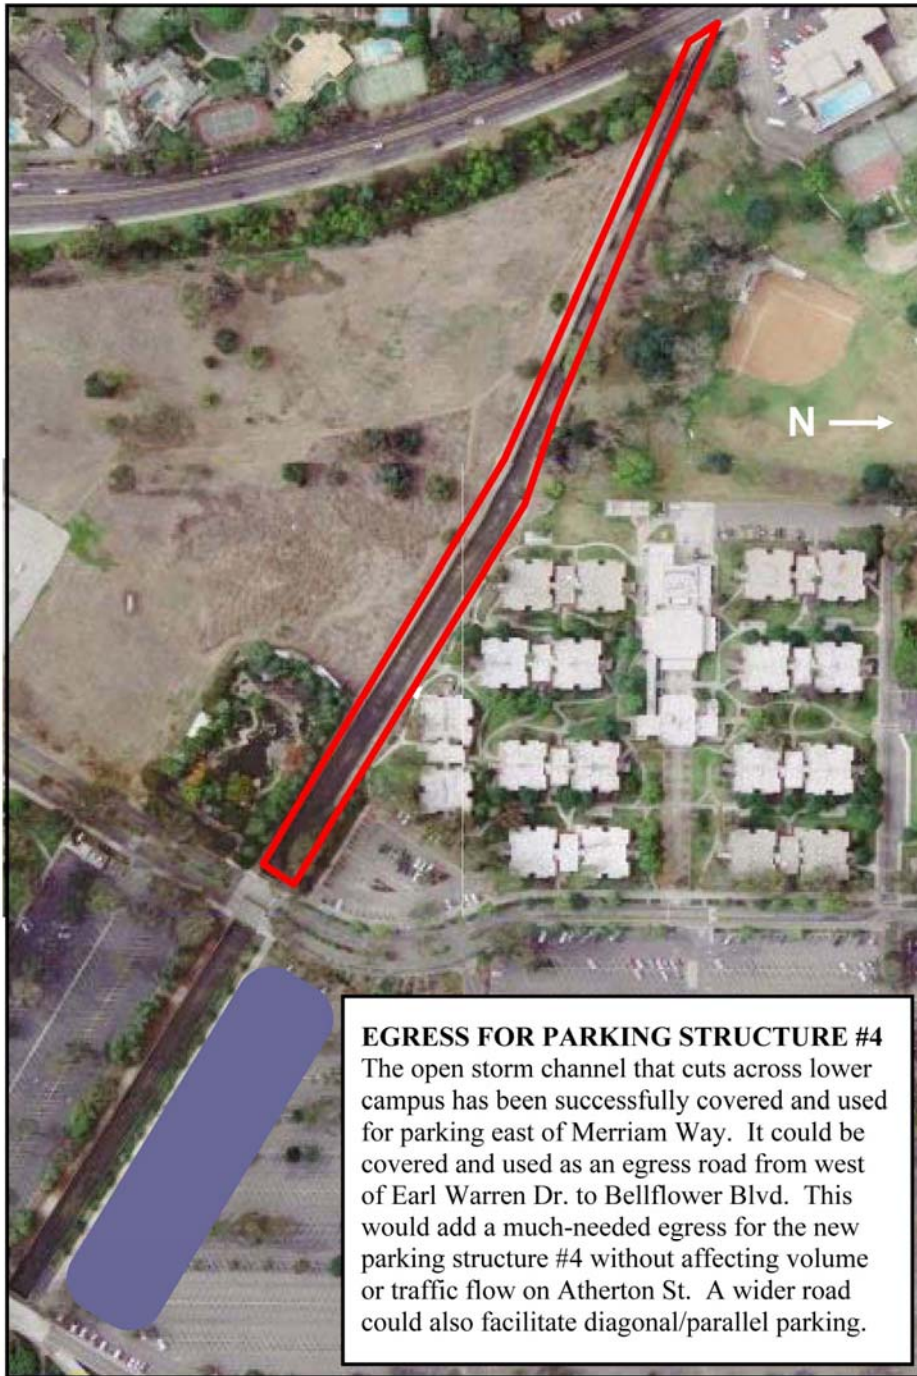 N
EGRESS FOR PARKING STRUCTURE #4
The open storm channel that cuts across lower
campus has been successfully covered and used
for parking east of Merriam Way. It could be
covered and used as an egress road from west
of Earl Warren Dr. to Bellflower Blvd. This
would add a much-needed egress for the new
parking structure #4 without affecting volume
or traffic flow on Atherton St. A wider road
could also facilitate diagonal/parallel parking.